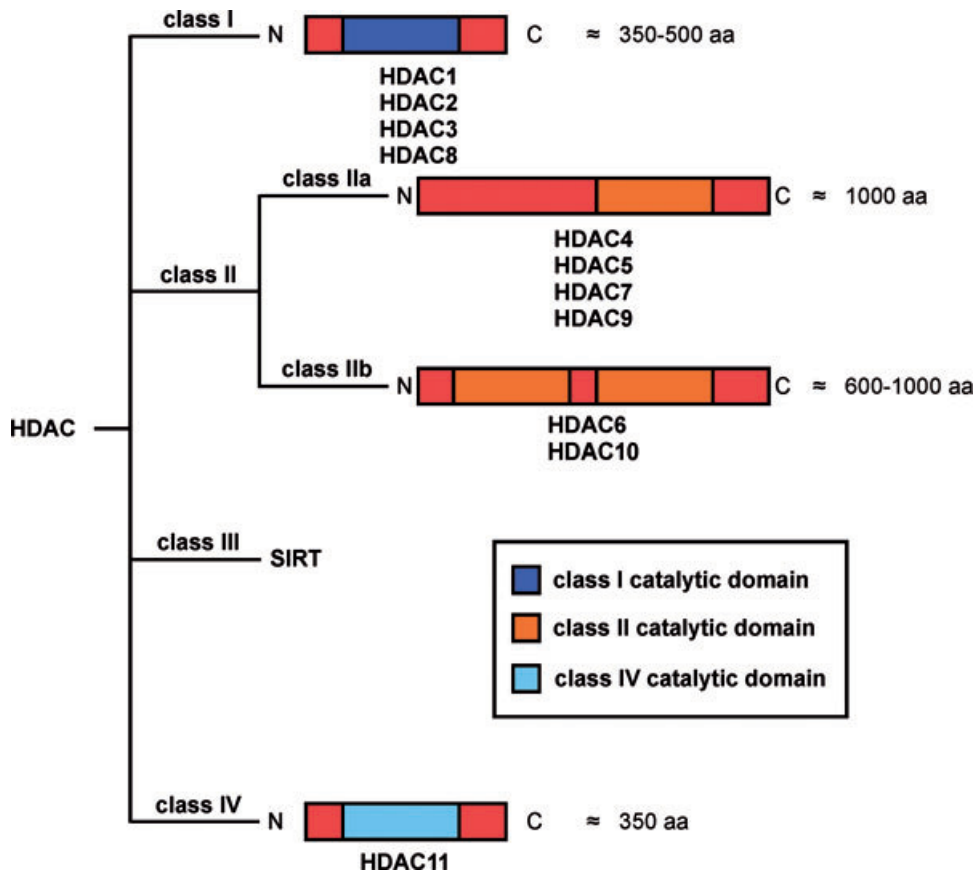 class I
N C ≈ 350-500 aa
HDAC1
HDAC2
HDAC3
HDAC8
class IIa
N C ≈ 1000 aa
HDAC4
HDAC5
HDAC7
HDAC9
class II
class IIb
N C ≈ 600-1000 aa
HDAC6
HDAC10
HDAC
class III
SIRT
class I catalytic domain
class II catalytic domain
class IV catalytic domain
class IV
N C ≈ 350 aa
HDAC11